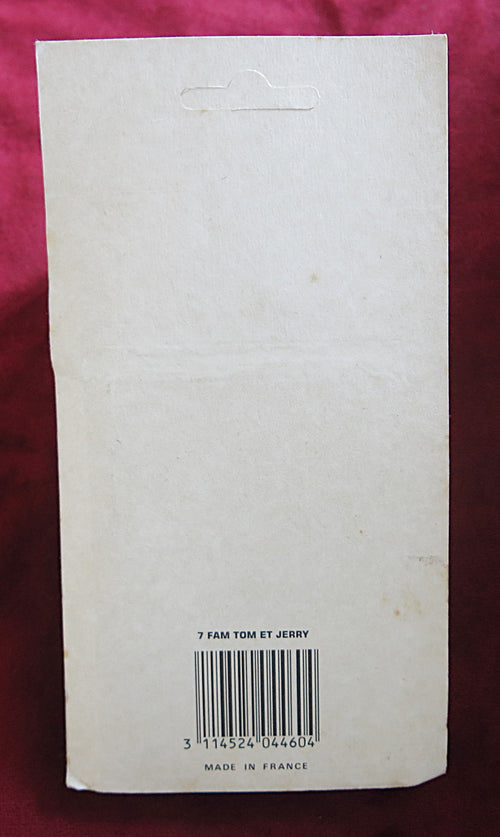 7 FAM TOM ET JERRY
3 114524 044604
MADE IN FRANCE